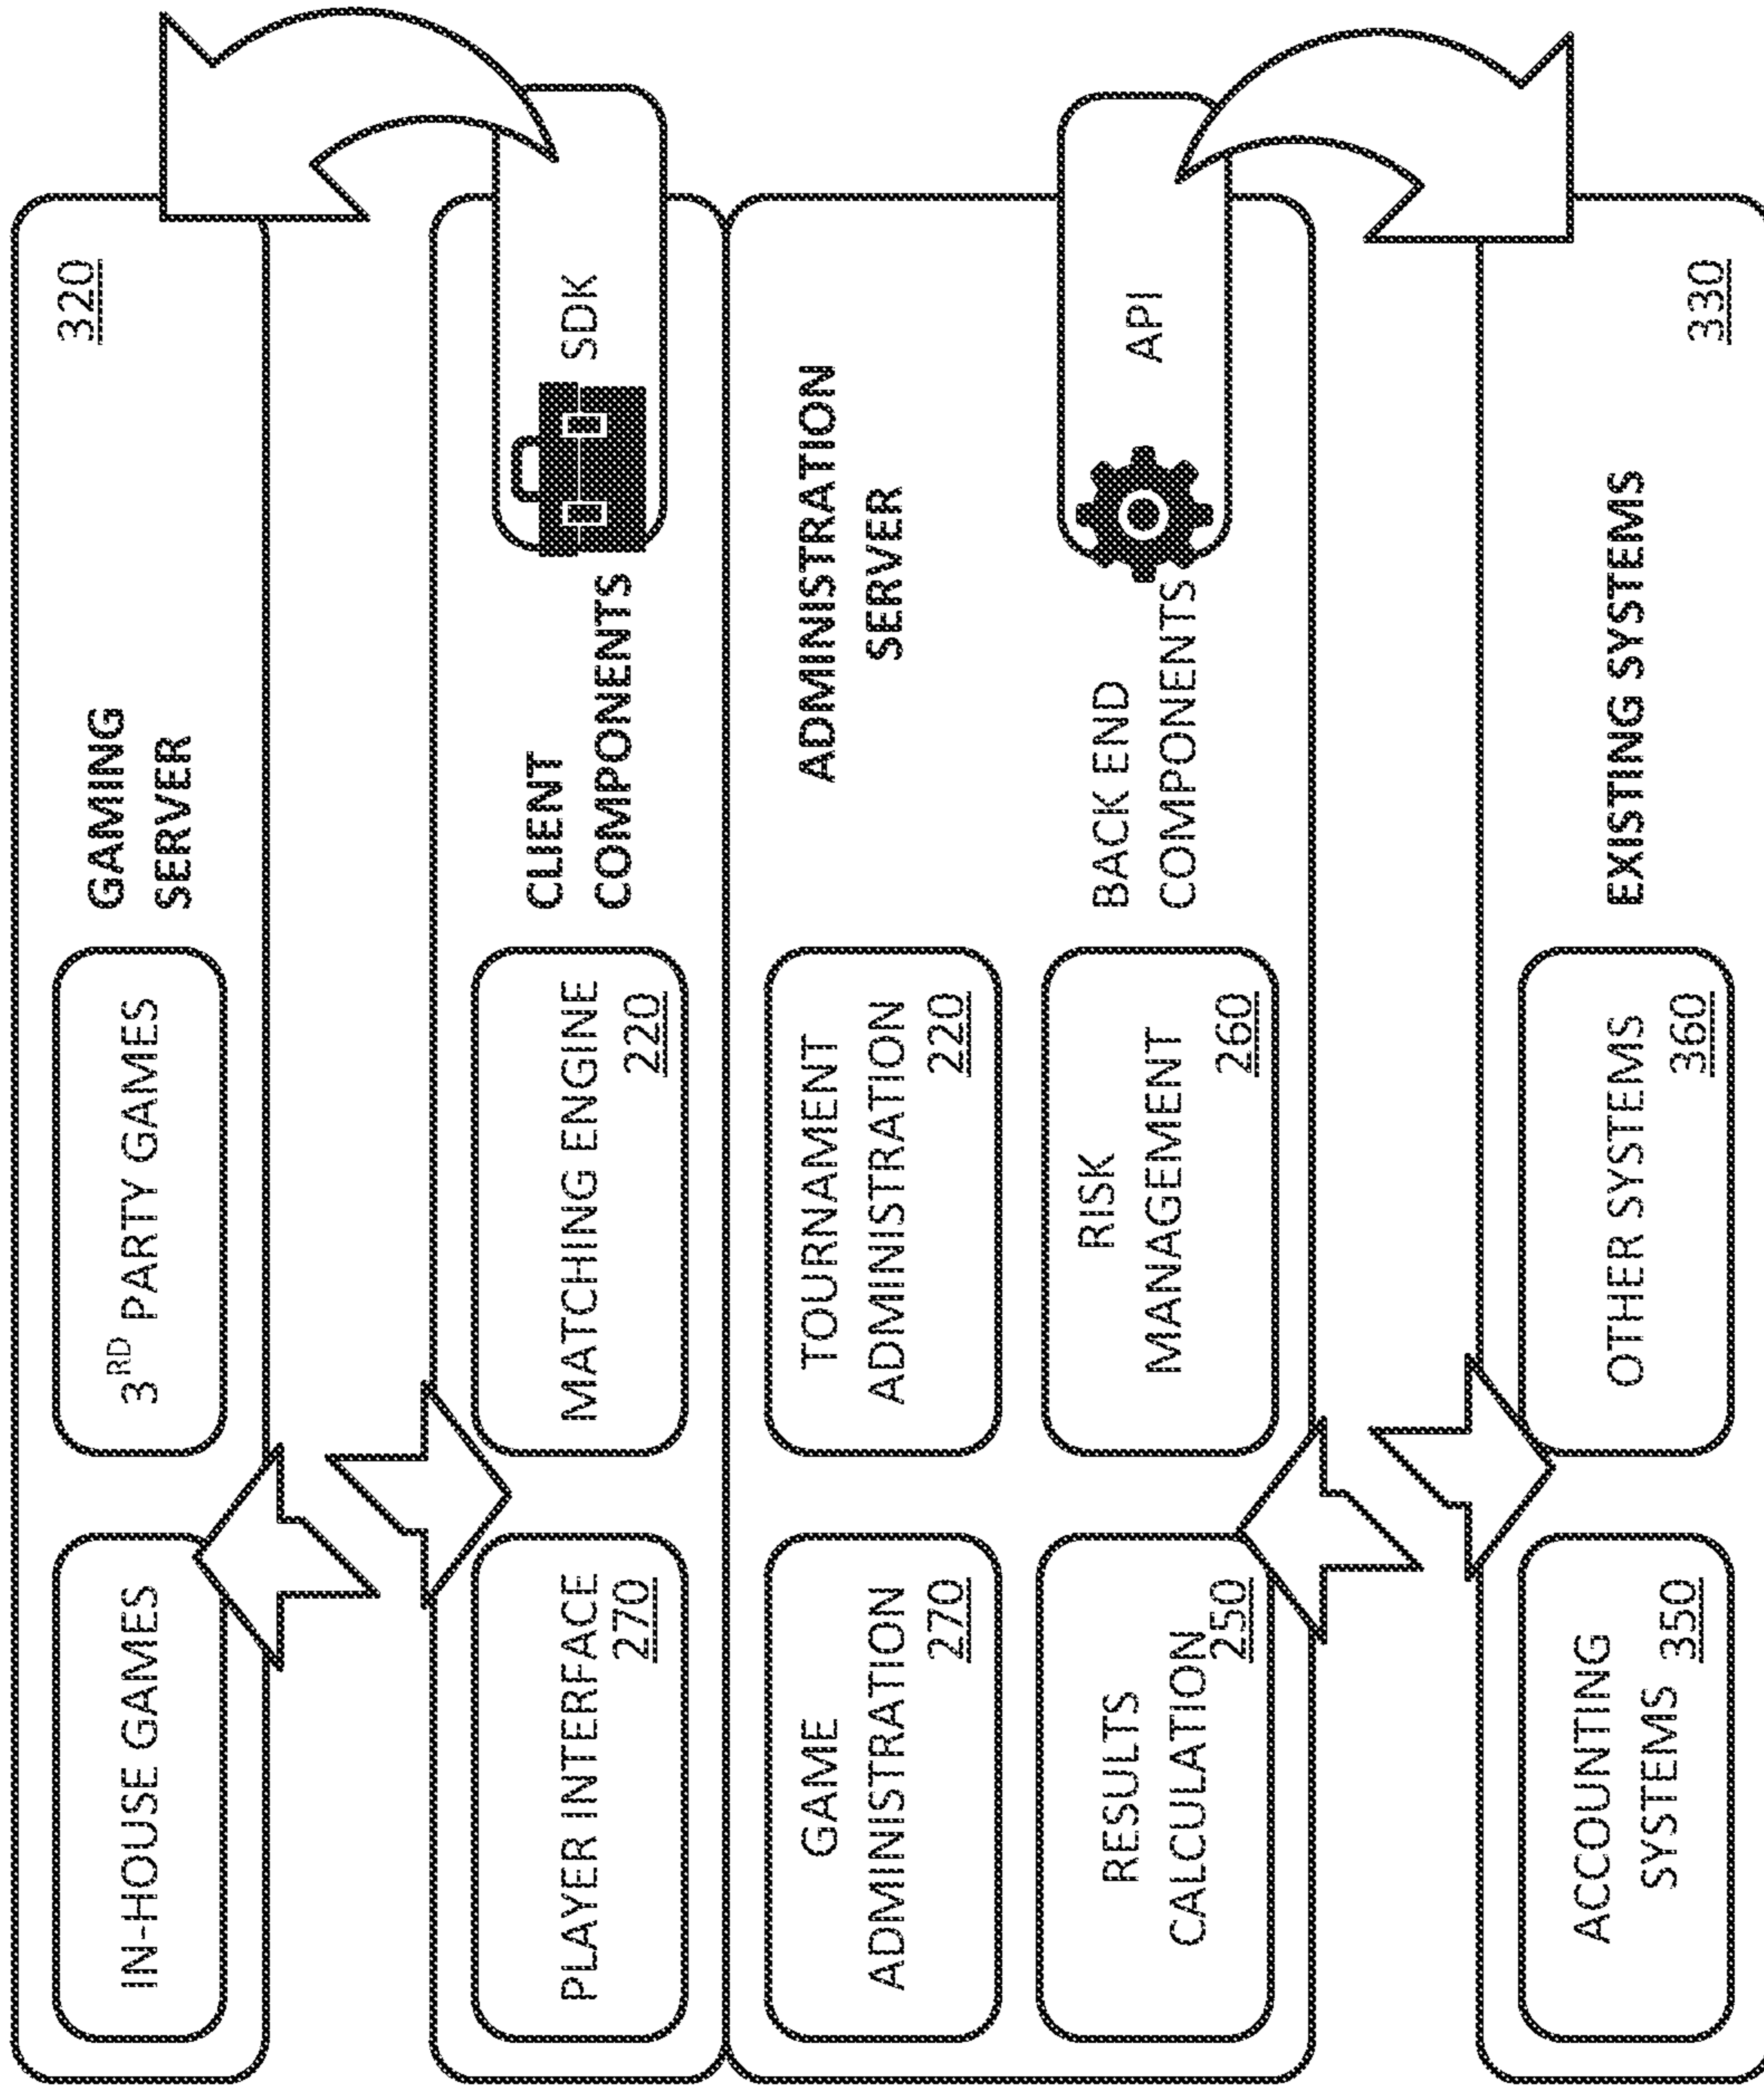 IN-HOUSE GAMES
3RD PARTY GAMES
GAMING
SERVER
320
PLAYER INTERFACE
270
MATCHING ENGINE
220
CLIENT
COMPONENTS
SDK
GAME
ADMINISTRATION
270
TOURNAMENT
ADMINISTRATION
220
ADMINISTRATION
SERVER
RESULTS
CALCULATION
250
RISK
MANAGEMENT
260
BACK END
COMPONENTS
API
ACCOUNTING
SYSTEMS 350
OTHER SYSTEMS
360
EXISTING SYSTEMS
330